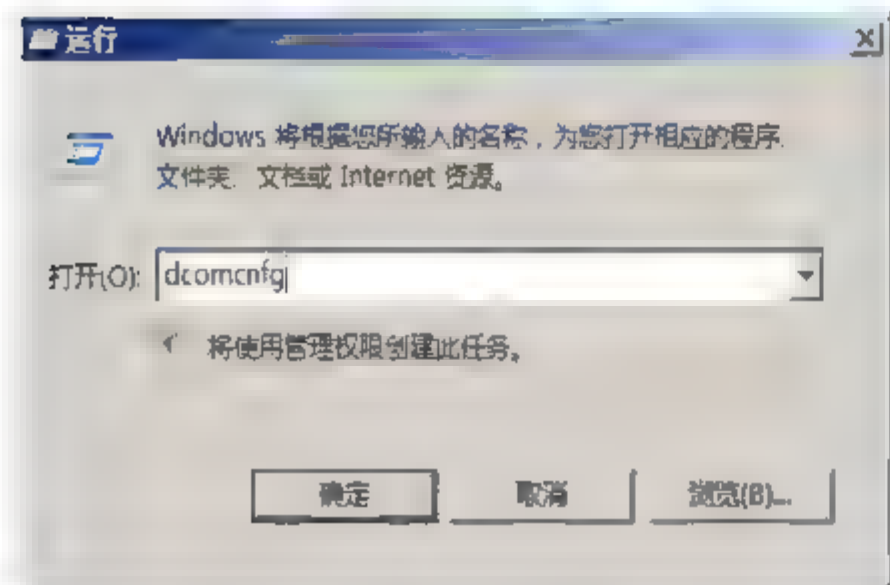 运行
Windows 将根据您所输入的名称，为您打开相应的程序、
文件夹、文档或 Internet 资源。
打开(O): dcomcnfg
将使用管理权限创建此任务。
确定 取消 浏览(B)...